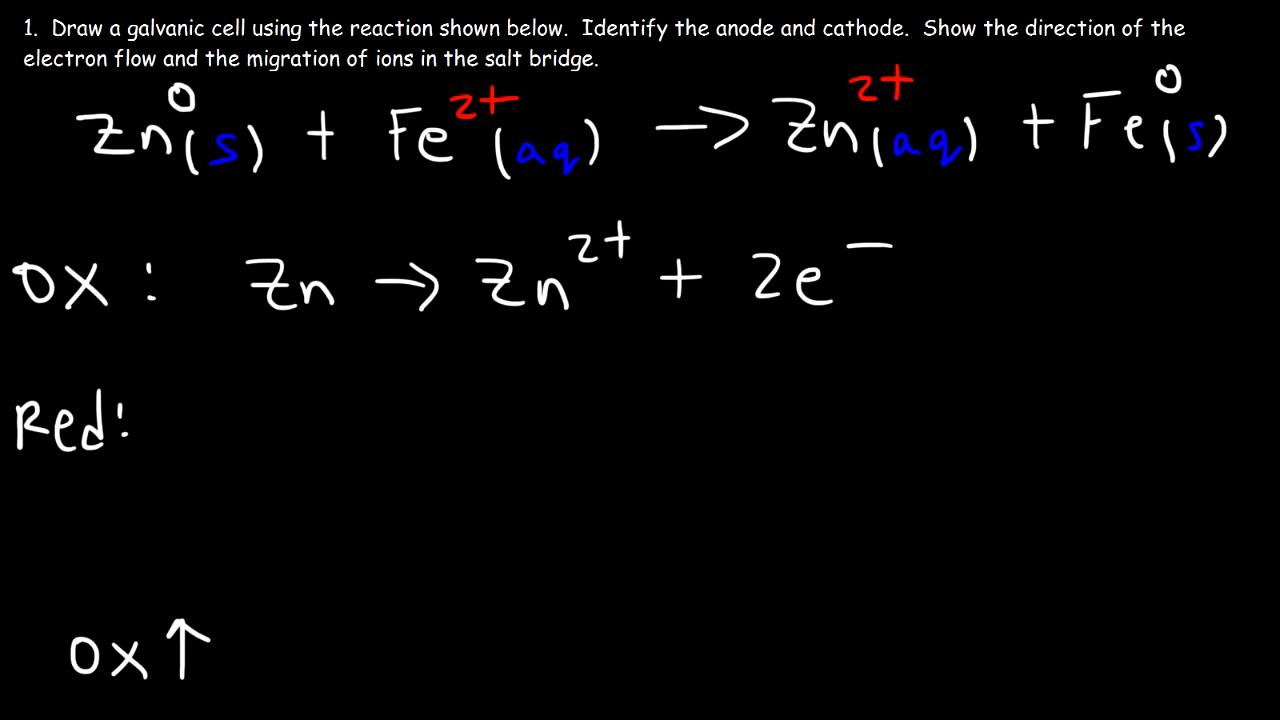 1. Draw a galvanic cell using the reaction shown below. Identify the anode and cathode. Show the direction of the
electron flow and the migration of ions in the salt bridge.
Zn⁰(s) + Fe²⁺(aq) → Zn²⁺(aq) + Fe⁰(s)
OX: Zn → Zn²⁺ + 2e⁻
Red:
OX↑